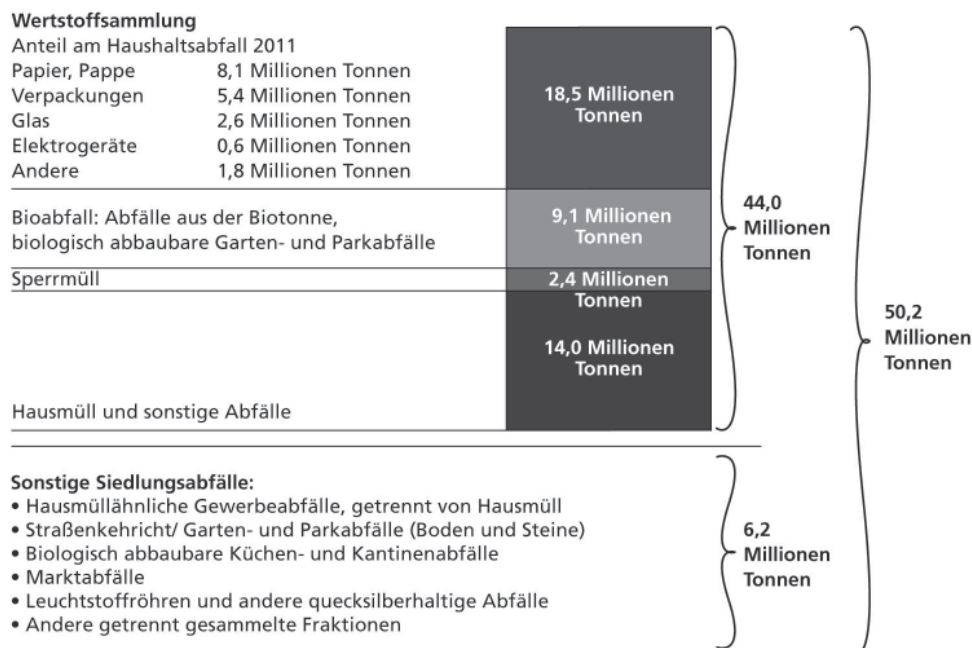 Wertstoffsammlung
Anteil am Haushaltsabfall 2011
Papier, Pappe 8,1 Millionen Tonnen
Verpackungen 5,4 Millionen Tonnen
Glas 2,6 Millionen Tonnen
Elektrogeräte 0,6 Millionen Tonnen
Andere 1,8 Millionen Tonnen
18,5 Millionen
Tonnen
Bioabfall: Abfälle aus der Biotonne,
biologisch abbaubare Garten- und Parkabfälle
9,1 Millionen
Tonnen
Sperrmüll
2,4 Millionen
Tonnen
14,0 Millionen
Tonnen
Hausmüll und sonstige Abfälle
44,0
Millionen
Tonnen
50,2
Millionen
Tonnen
Sonstige Siedlungsabfälle:
• Hausmüllähnliche Gewerbeabfälle, getrennt von Hausmüll
• Straßenkehricht/ Garten- und Parkabfälle (Boden und Steine)
• Biologisch abbaubare Küchen- und Kantinenabfälle
• Marktabfälle
• Leuchtstoffröhren und andere quecksilberhaltige Abfälle
• Andere getrennt gesammelte Fraktionen
6,2
Millionen
Tonnen